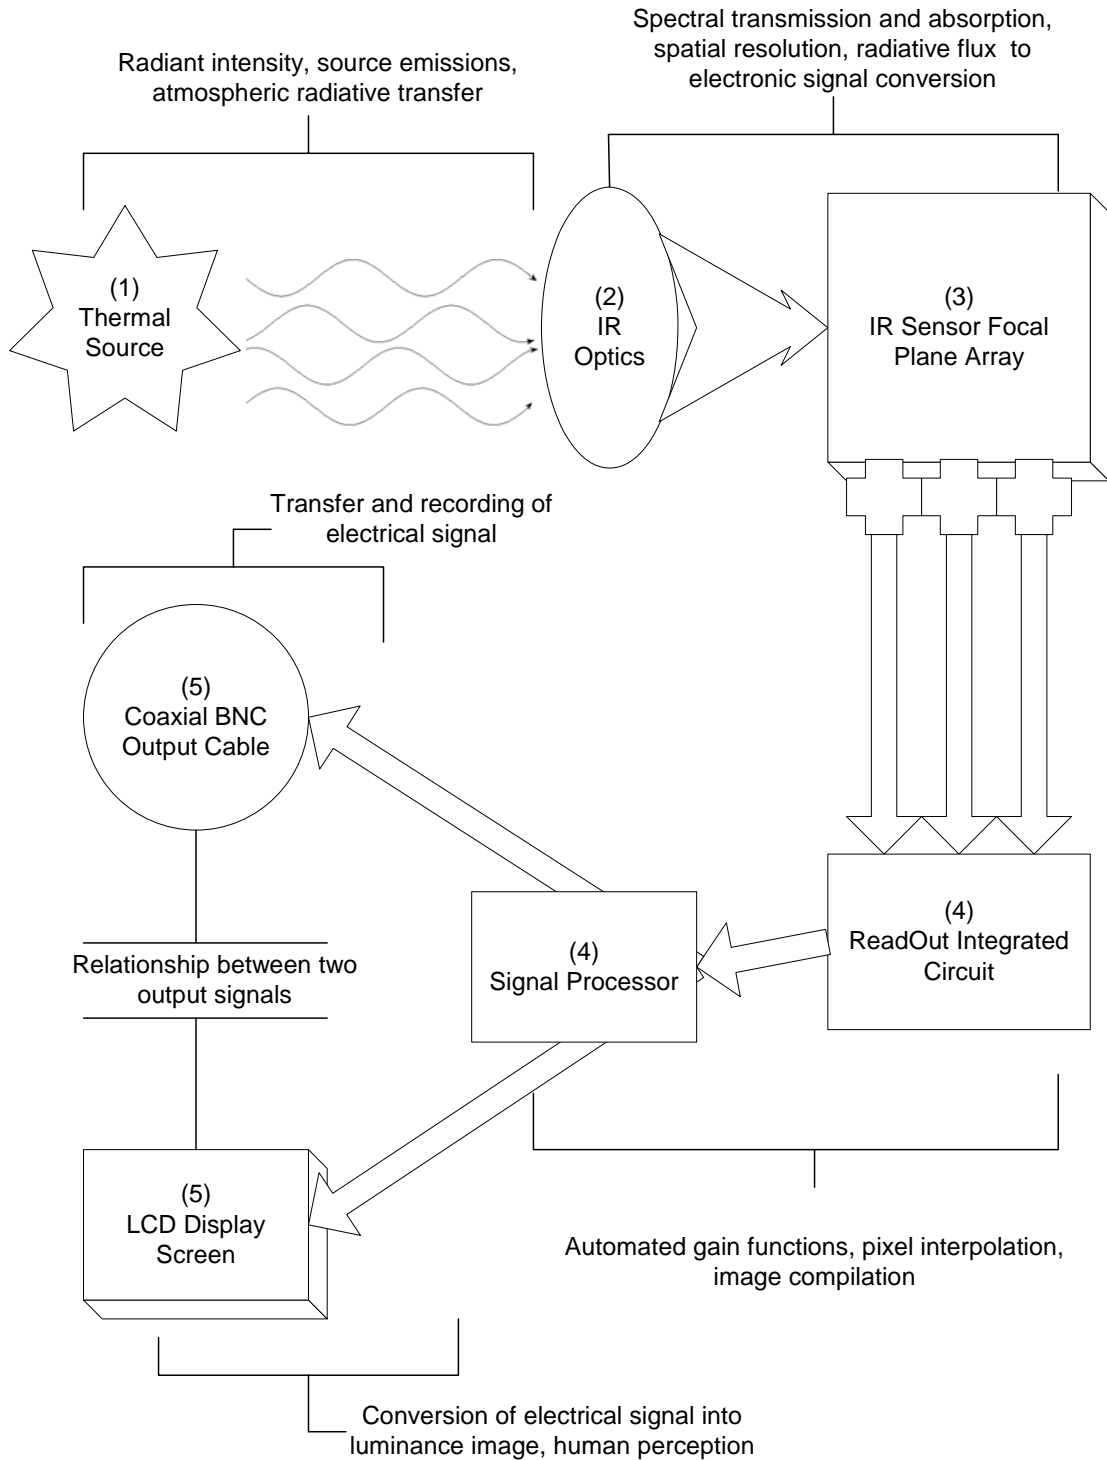 Radiant intensity, source emissions,
atmospheric radiative transfer
Spectral transmission and absorption,
spatial resolution, radiative flux to
electronic signal conversion
(1)
Thermal
Source
(2)
IR
Optics
(3)
IR Sensor Focal
Plane Array
Transfer and recording of
electrical signal
(5)
Coaxial BNC
Output Cable
(4)
ReadOut Integrated
Circuit
(4)
Signal Processor
Relationship between two
output signals
(5)
LCD Display
Screen
Automated gain functions, pixel interpolation,
image compilation
Conversion of electrical signal into
luminance image, human perception